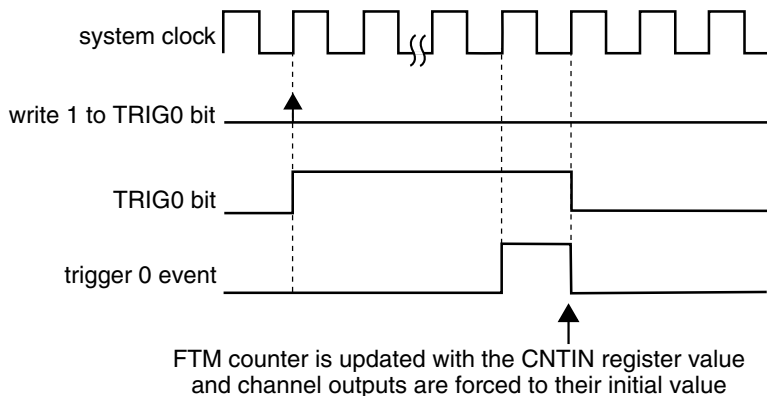 system clock
write 1 to TRIG0 bit
TRIG0 bit
trigger 0 event
FTM counter is updated with the CNTIN register value
and channel outputs are forced to their initial value